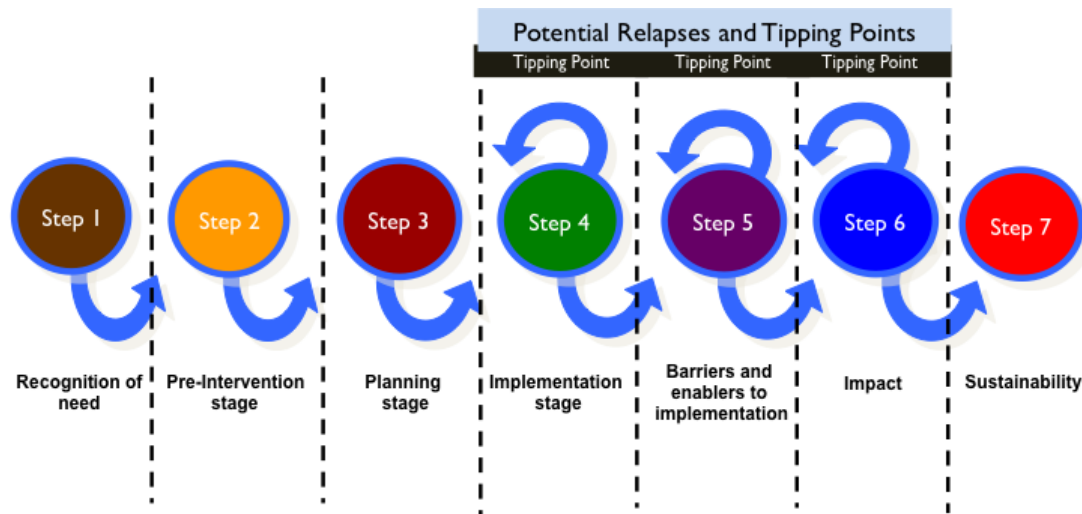 Potential Relapses and Tipping Points
Tipping Point
Tipping Point
Tipping Point
Step 1
Step 2
Step 3
Step 4
Step 5
Step 6
Step 7
Recognition of
need
Pre-Intervention
stage
Planning
stage
Implementation
stage
Barriers and
enablers to
implementation
Impact
Sustainability